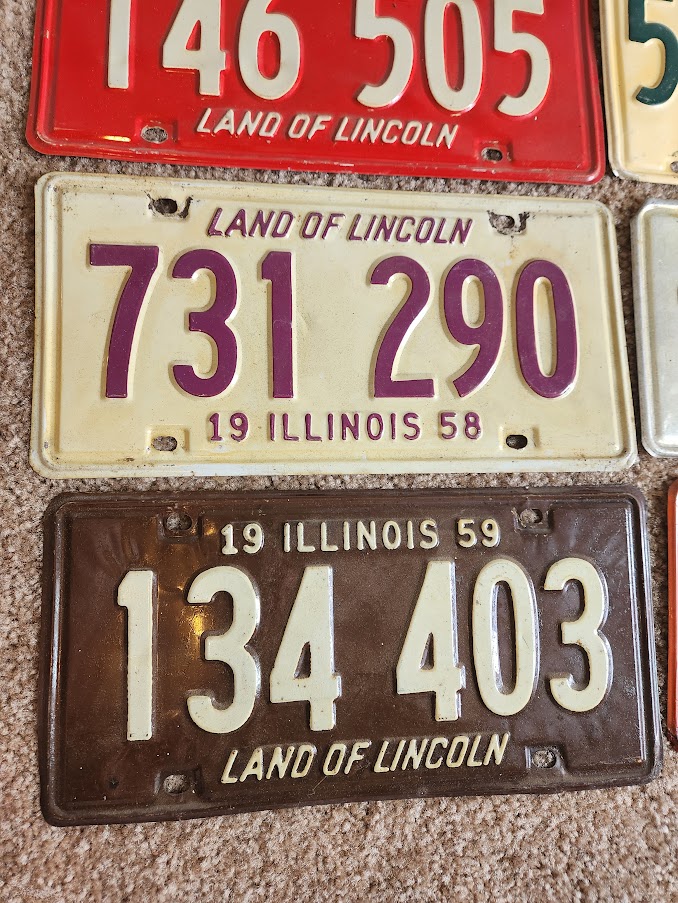 146 505
LAND OF LINCOLN
5
LAND OF LINCOLN
731 290
19 ILLINOIS 58
19 ILLINOIS 59
134 403
LAND OF LINCOLN